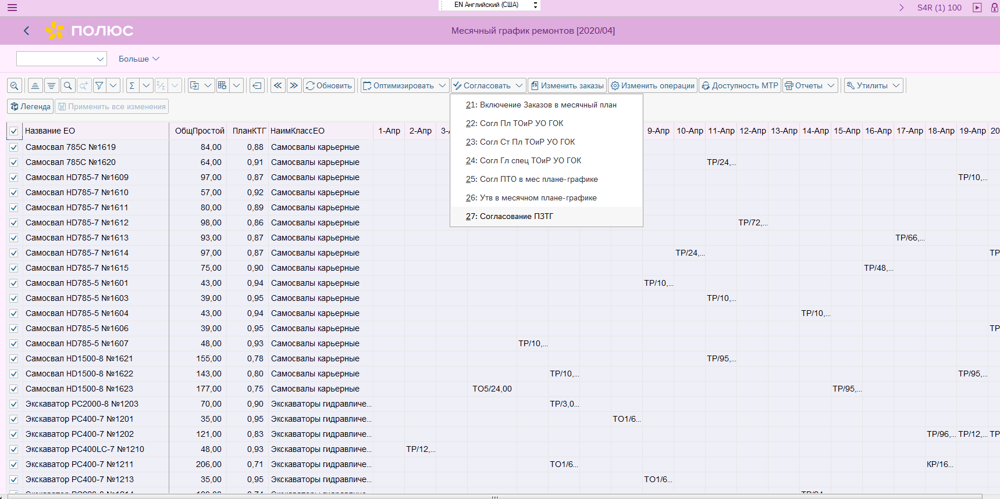 EN Английский (США)
S4R (1) 100
ПОЛЮС
Месячный график ремонтов [2020/04]
Больше
Обновить Оптимизировать Согласовать Изменить заказы Изменить операции Доступность МТР Отчеты Утилиты
Легенда Применить все изменения
21: Включение Заказов в месячный план
22: Согл Пл ТОиР УО ГОК
23: Согл Ст Пл ТОиР УО ГОК
24: Согл Гл спец ТОиР УО ГОК
25: Согл ПТО в мес плане-графике
26: Утв в месячном плане-графике
27: Согласование ПЗТГ
Название ЕО ОбщПростой ПланКТГ НаимКлассЕО 1-Апр 2-Апр 9-Апр 10-Апр 11-Апр 12-Апр 13-Апр 14-Апр 15-Апр 16-Апр 17-Апр 18-Апр 19-Апр 20
Самосвал 785C №1619 84,00 0,88 Самосвалы карьерные
Самосвал 785C №1620 64,00 0,91 Самосвалы карьерные ТР/24,...
Самосвал HD785-7 №1609 97,00 0,87 Самосвалы карьерные ТР/10,...
Самосвал HD785-7 №1610 57,00 0,92 Самосвалы карьерные
Самосвал HD785-7 №1611 80,00 0,89 Самосвалы карьерные
Самосвал HD785-7 №1612 98,00 0,86 Самосвалы карьерные ТР/72,...
Самосвал HD785-7 №1613 93,00 0,87 Самосвалы карьерные ТР/66,...
Самосвал HD785-7 №1614 97,00 0,87 Самосвалы карьерные ТР/24,... ТР
Самосвал HD785-7 №1615 75,00 0,90 Самосвалы карьерные ТР/48,...
Самосвал HD785-5 №1601 43,00 0,94 Самосвалы карьерные ТР/10,...
Самосвал HD785-5 №1603 39,00 0,95 Самосвалы карьерные ТР/10,...
Самосвал HD785-5 №1604 43,00 0,94 Самосвалы карьерные ТР/10,...
Самосвал HD785-5 №1606 39,00 0,95 Самосвалы карьерные ТР
Самосвал HD785-5 №1607 48,00 0,93 Самосвалы карьерные ТР/10,...
Самосвал HD1500-8 №1621 155,00 0,78 Самосвалы карьерные ТР/95,...
Самосвал HD1500-8 №1622 143,00 0,80 Самосвалы карьерные ТР/10,... ТР/95,...
Самосвал HD1500-8 №1623 177,00 0,75 Самосвалы карьерные ТО5/24,00 ТР/95,...
Экскаватор PC2000-8 №1203 70,00 0,90 Экскаваторы гидравличе... ТР/3,0...
Экскаватор PC400-7 №1201 35,00 0,95 Экскаваторы гидравличе... ТО1/6...
Экскаватор PC400-7 №1202 121,00 0,83 Экскаваторы гидравличе... ТР/96,... ТР/12,... ТР
Экскаватор PC400LC-7 №1210 48,00 0,93 Экскаваторы гидравличе... ТР/12,...
Экскаватор PC400-7 №1211 206,00 0,71 Экскаваторы гидравличе... ТО1/6... КР/16...
Экскаватор PC400-7 №1213 35,00 0,95 Экскаваторы гидравличе... ТО1/6...